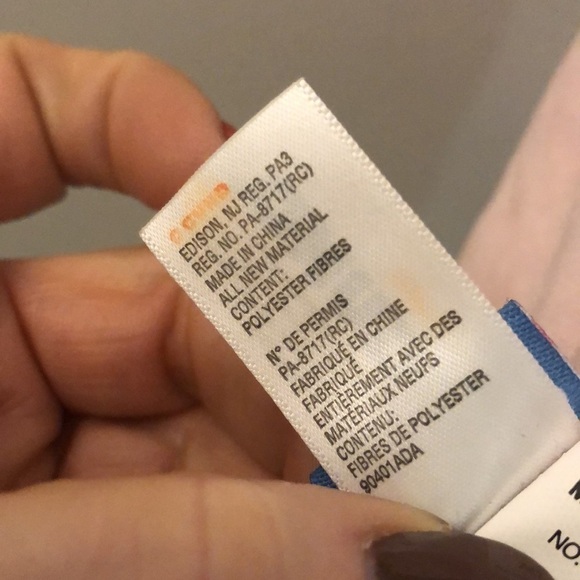 EDISON, NJ REG. PA3
REG. NO. PA-8717(RC)
MADE IN CHINA
ALL NEW MATERIAL
CONTENT:
POLYESTER FIBRES
N° DE PERMIS
PA-8717(RC)
FABRIQUÉ EN CHINE
FABRIQUÉ
ENTIÈREMENT AVEC DES
MATÉRIAUX NEUFS
CONTENU:
FIBRES DE POLYESTER
90401ADA
NO.